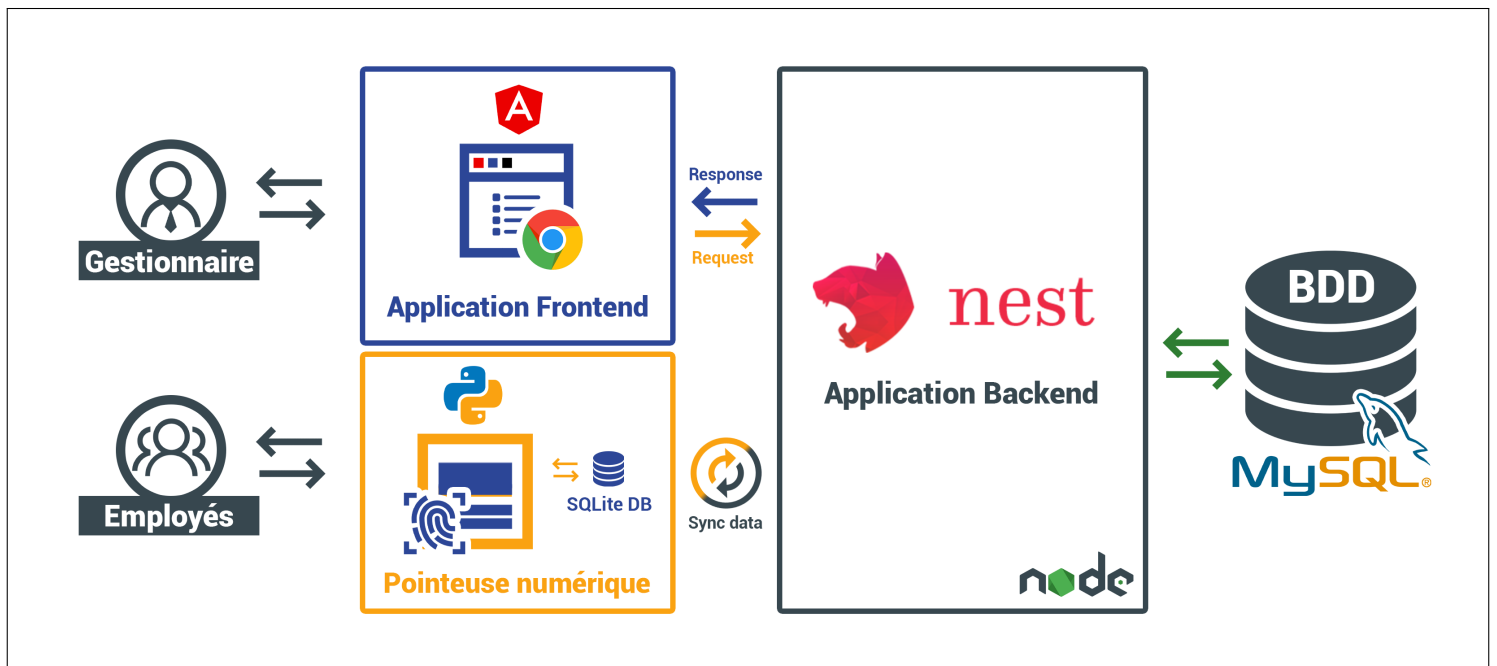 Gestionnaire
Application Frontend
Response
Request
nest
Application Backend
BDD
MySQL®
Employés
SQLite DB
Pointeuse numérique
Sync data
node